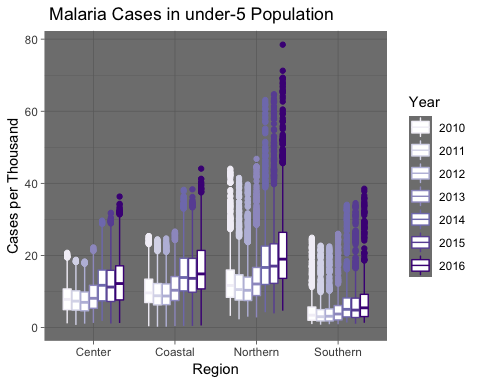 Malaria Cases in under-5 Population
80
60
40
20
0
Cases per Thousand
Center Coastal Northern Southern
Region
Year
2010
2011
2012
2013
2014
2015
2016